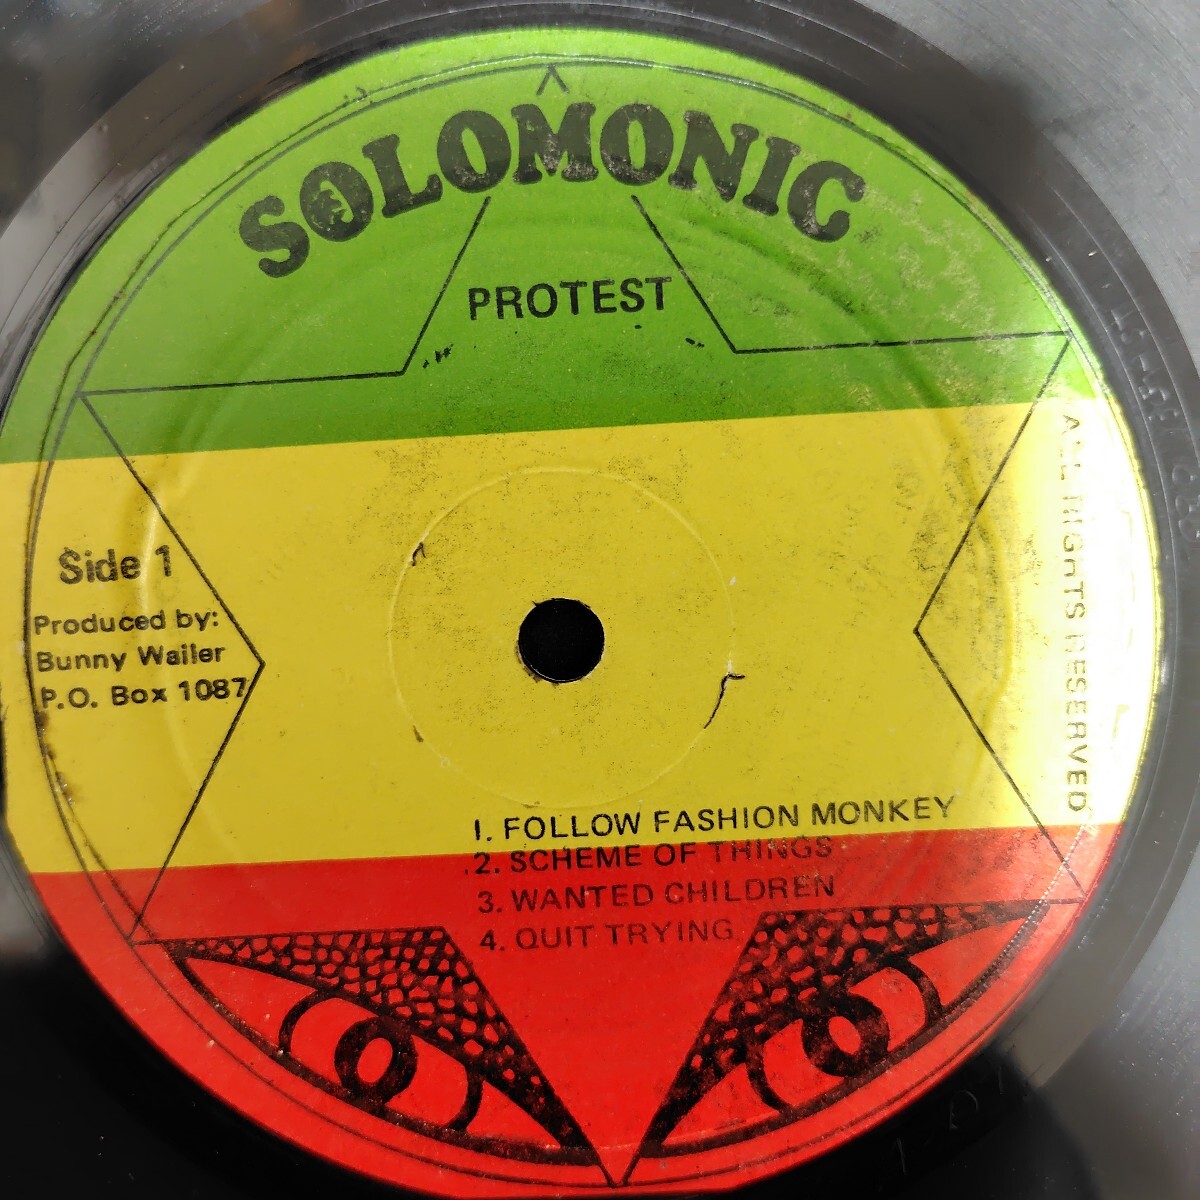 SOLOMONIC
PROTEST
Side 1
Produced by:
Bunny Wailer
P.O. Box 1087
ALL RIGHTS RESERVED
1. FOLLOW FASHION MONKEY
2. SCHEME OF THINGS
3. WANTED CHILDREN
4. QUIT TRYING